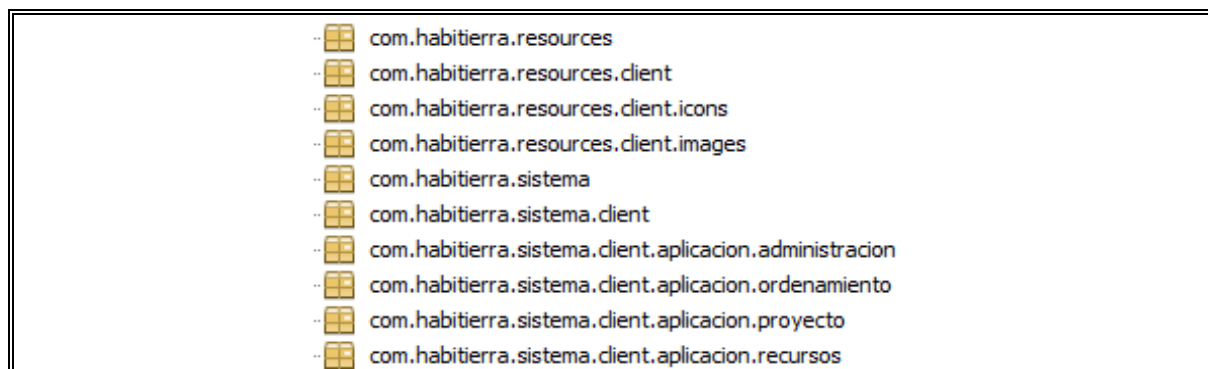 com.habitierra.resources
com.habitierra.resources.client
com.habitierra.resources.client.icons
com.habitierra.resources.client.images
com.habitierra.sistema
com.habitierra.sistema.client
com.habitierra.sistema.client.aplicacion.administracion
com.habitierra.sistema.client.aplicacion.ordenamiento
com.habitierra.sistema.client.aplicacion.proyecto
com.habitierra.sistema.client.aplicacion.recursos